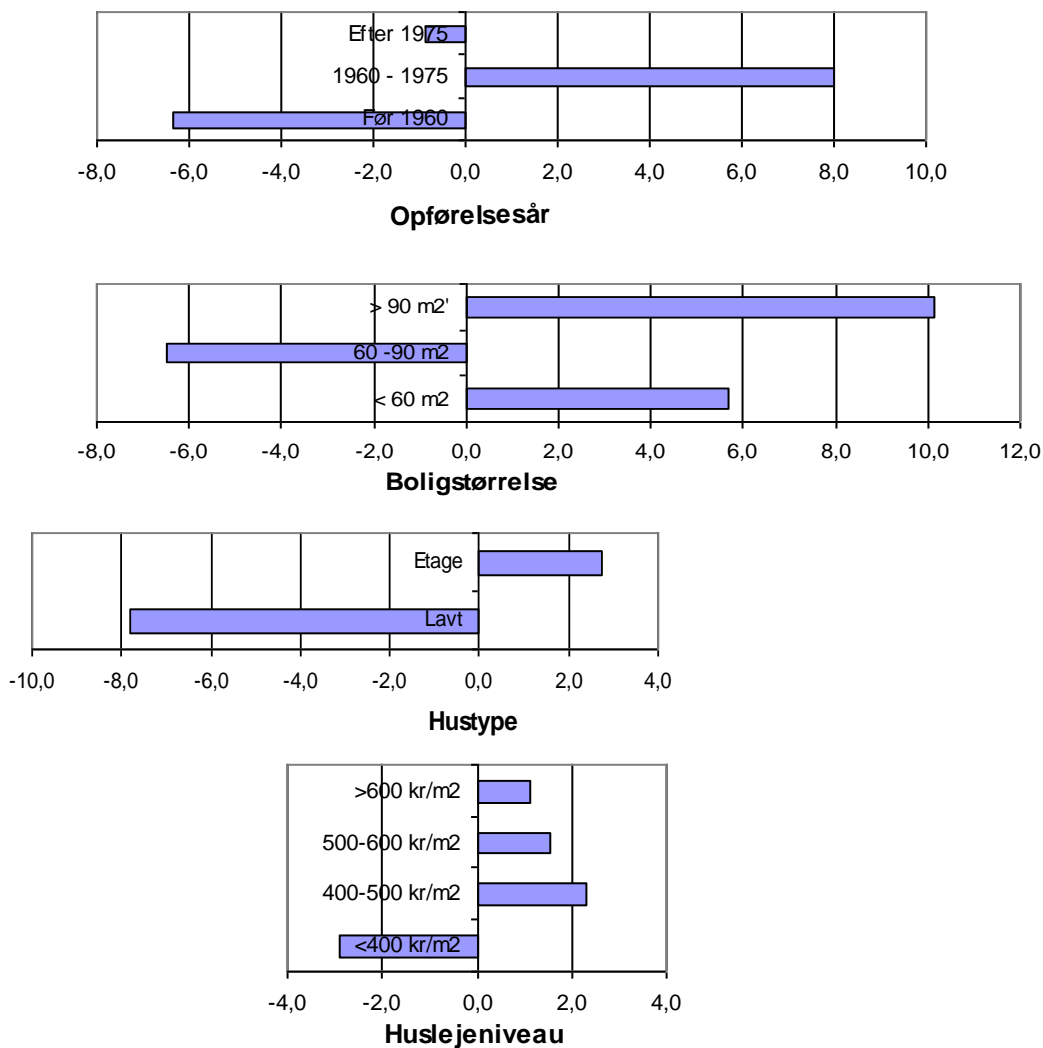 Efter 1975
1960 - 1975
Før 1960
-8,0 -6,0 -4,0 -2,0 0,0 2,0 4,0 6,0 8,0 10,0
Opførelsesår
> 90 m2'
60 -90 m2
< 60 m2
-8,0 -6,0 -4,0 -2,0 0,0 2,0 4,0 6,0 8,0 10,0 12,0
Boligstørrelse
Etage
Lavt
-10,0 -8,0 -6,0 -4,0 -2,0 0,0 2,0 4,0
Hustype
>600 kr/m2
500-600 kr/m2
400-500 kr/m2
<400 kr/m2
-4,0 -2,0 0,0 2,0 4,0
Huslejeniveau